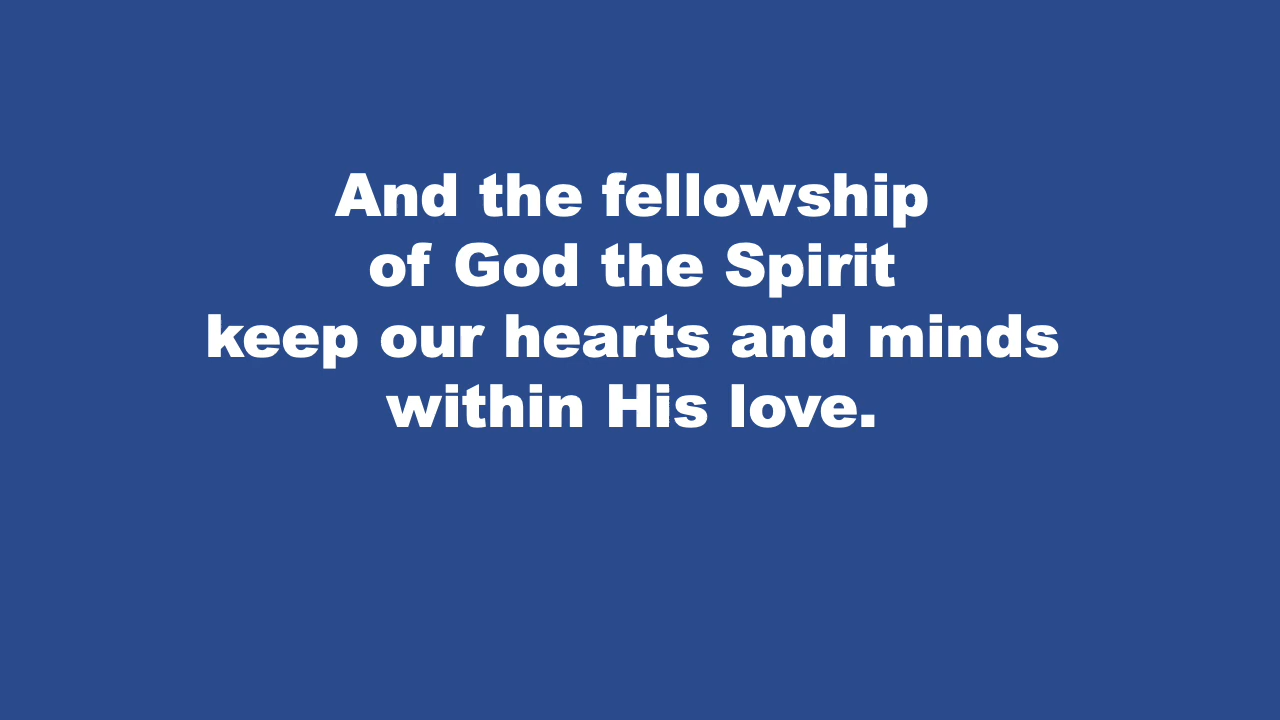 And the fellowship
of God the Spirit
keep our hearts and minds
within His love.